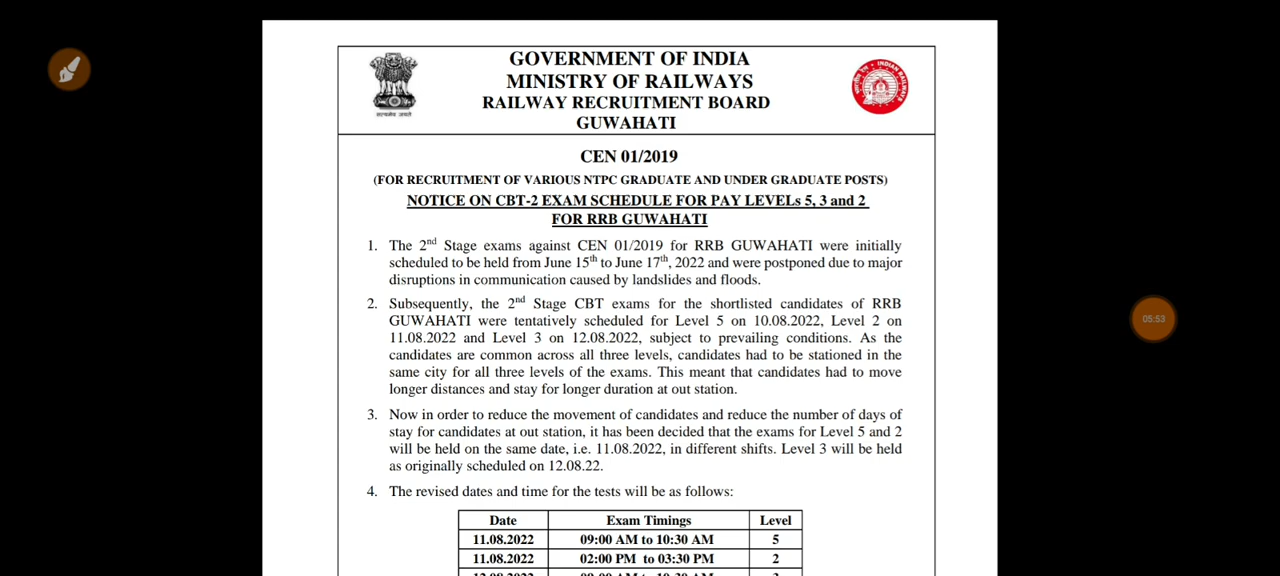 GOVERNMENT OF INDIA
MINISTRY OF RAILWAYS
RAILWAY RECRUITMENT BOARD
GUWAHATI
सत्यमेव जयते
INDIAN RAILWAYS
CEN 01/2019
(FOR RECRUITMENT OF VARIOUS NTPC GRADUATE AND UNDER GRADUATE POSTS)
NOTICE ON CBT-2 EXAM SCHEDULE FOR PAY LEVELs 5, 3 and 2
FOR RRB GUWAHATI
1. The 2nd Stage exams against CEN 01/2019 for RRB GUWAHATI were initially
scheduled to be held from June 15th to June 17th, 2022 and were postponed due to major
disruptions in communication caused by landslides and floods.
2. Subsequently, the 2nd Stage CBT exams for the shortlisted candidates of RRB
GUWAHATI were tentatively scheduled for Level 5 on 10.08.2022, Level 2 on
11.08.2022 and Level 3 on 12.08.2022, subject to prevailing conditions. As the
candidates are common across all three levels, candidates had to be stationed in the
same city for all three levels of the exams. This meant that candidates had to move
longer distances and stay for longer duration at out station.
3. Now in order to reduce the movement of candidates and reduce the number of days of
stay for candidates at out station, it has been decided that the exams for Level 5 and 2
will be held on the same date, i.e. 11.08.2022, in different shifts. Level 3 will be held
as originally scheduled on 12.08.22.
4. The revised dates and time for the tests will be as follows:
Date Exam Timings Level
11.08.2022 09:00 AM to 10:30 AM 5
11.08.2022 02:00 PM to 03:30 PM 2
05:53